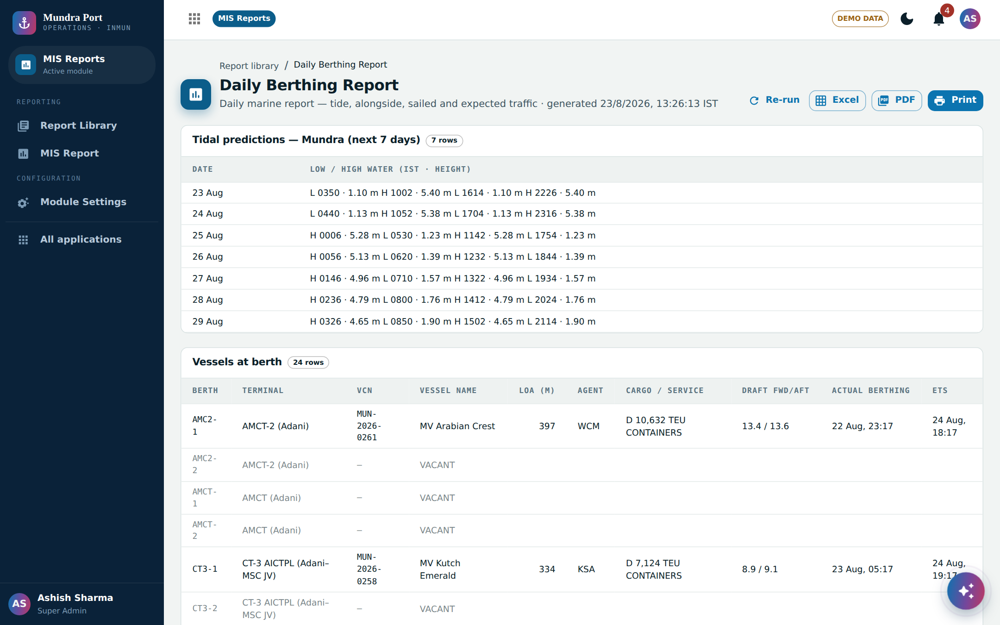 Mundra Port
OPERATIONS · INMUN
MIS Reports
Active module
REPORTING
Report Library
MIS Report
CONFIGURATION
Module Settings
All applications
Ashish Sharma
Super Admin
AS
MIS Reports
DEMO DATA
4
AS
Report library / Daily Berthing Report
Daily Berthing Report
Daily marine report — tide, alongside, sailed and expected traffic · generated 23/8/2026, 13:26:13 IST
Re-run
Excel
PDF
Print
Tidal predictions — Mundra (next 7 days) 7 rows
DATE LOW / HIGH WATER (IST · HEIGHT)
23 Aug L 0350 · 1.10 m H 1002 · 5.40 m L 1614 · 1.10 m H 2226 · 5.40 m
24 Aug L 0440 · 1.13 m H 1052 · 5.38 m L 1704 · 1.13 m H 2316 · 5.38 m
25 Aug H 0006 · 5.28 m L 0530 · 1.23 m H 1142 · 5.28 m L 1754 · 1.23 m
26 Aug H 0056 · 5.13 m L 0620 · 1.39 m H 1232 · 5.13 m L 1844 · 1.39 m
27 Aug H 0146 · 4.96 m L 0710 · 1.57 m H 1322 · 4.96 m L 1934 · 1.57 m
28 Aug H 0236 · 4.79 m L 0800 · 1.76 m H 1412 · 4.79 m L 2024 · 1.76 m
29 Aug H 0326 · 4.65 m L 0850 · 1.90 m H 1502 · 4.65 m L 2114 · 1.90 m
Vessels at berth 24 rows
BERTH TERMINAL VCN VESSEL NAME LOA (M) AGENT CARGO / SERVICE DRAFT FWD/AFT ACTUAL BERTHING ETS
AMC2-1 AMCT-2 (Adani) MUN-2026-0261 MV Arabian Crest 397 WCM D 10,632 TEU CONTAINERS 13.4 / 13.6 22 Aug, 23:17 24 Aug, 18:17
AMC2-2 AMCT-2 (Adani) — VACANT
AMCT-1 AMCT (Adani) — VACANT
AMCT-2 AMCT (Adani) — VACANT
CT3-1 CT-3 AICTPL (Adani–MSC JV) MUN-2026-0258 MV Kutch Emerald 334 KSA D 7,124 TEU CONTAINERS 8.9 / 9.1 23 Aug, 05:17 24 Aug, 19:17
CT3-2 CT-3 AICTPL (Adani–MSC JV) — VACANT